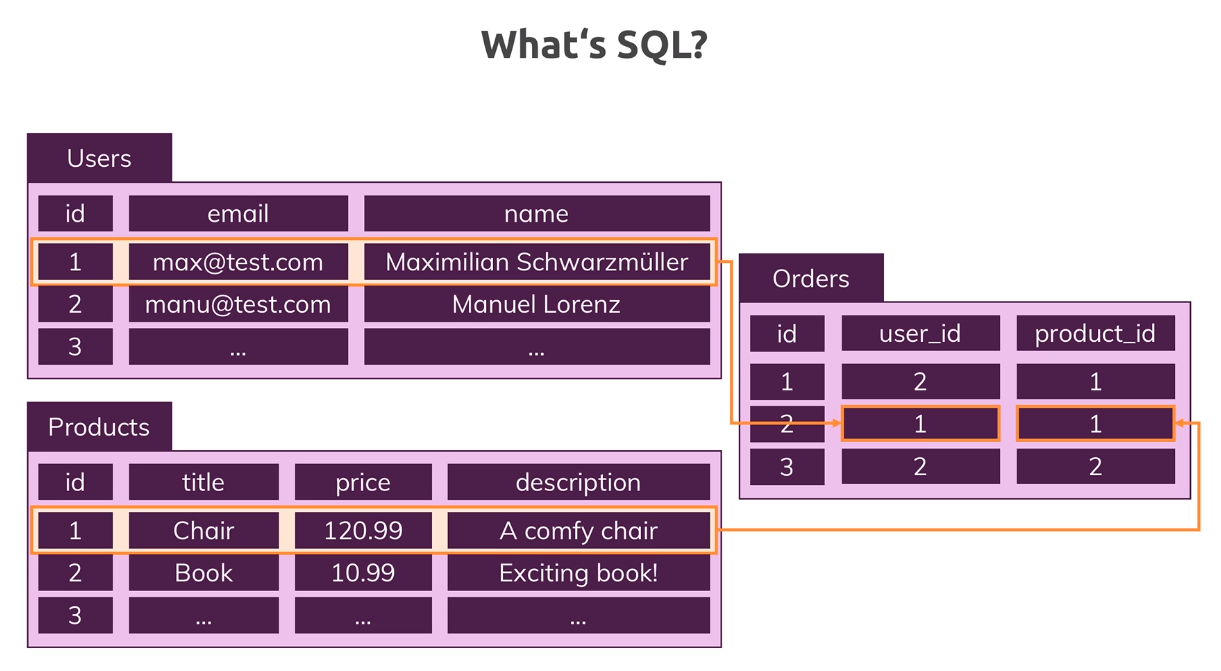 What‘s SQL?
Users
id email name
1 max@test.com Maximilian Schwarzmüller
2 manu@test.com Manuel Lorenz
3 ... ...
Products
id title price description
1 Chair 120.99 A comfy chair
2 Book 10.99 Exciting book!
3 ... ... ...
Orders
id user_id product_id
1 2 1
2 1 1
3 2 2